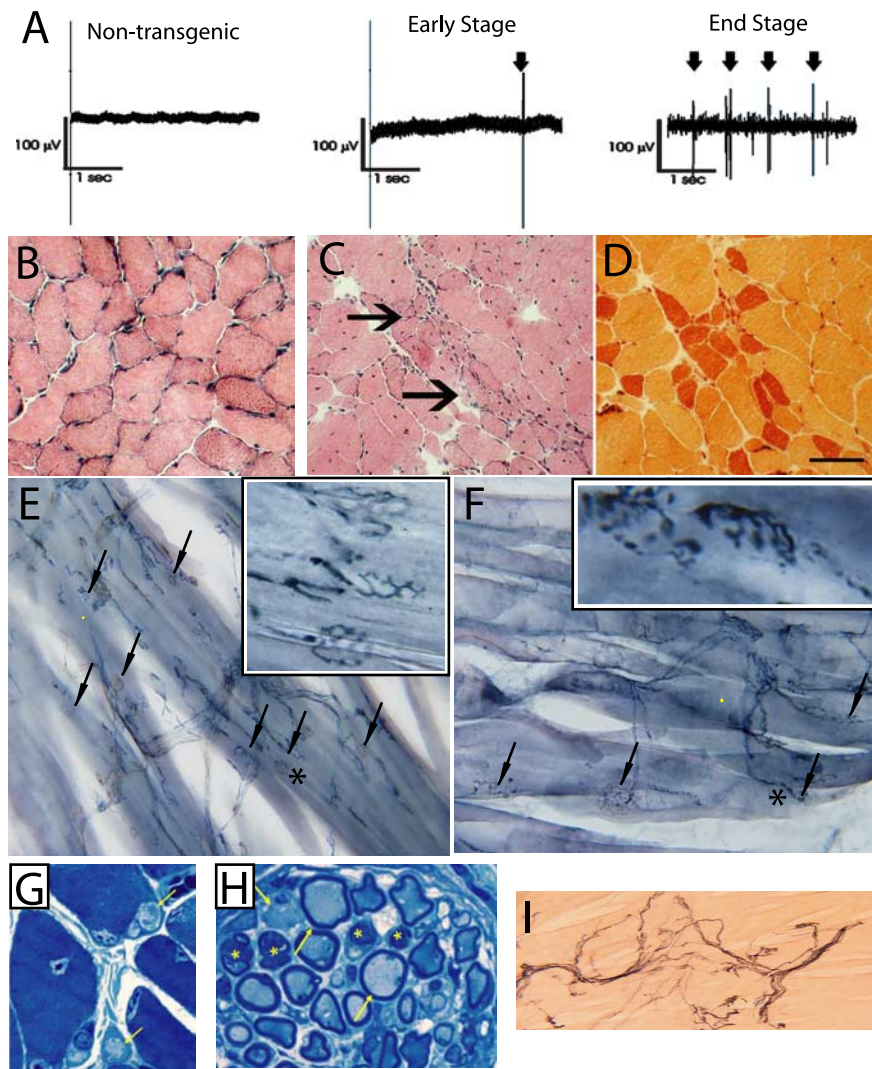 A
Non-transgenic
Early Stage
End Stage
100 µV
1 sec
100 µV
1 sec
100 µV
1 sec
B
C
D
E
*
F
*
G
H
* * * * *
I